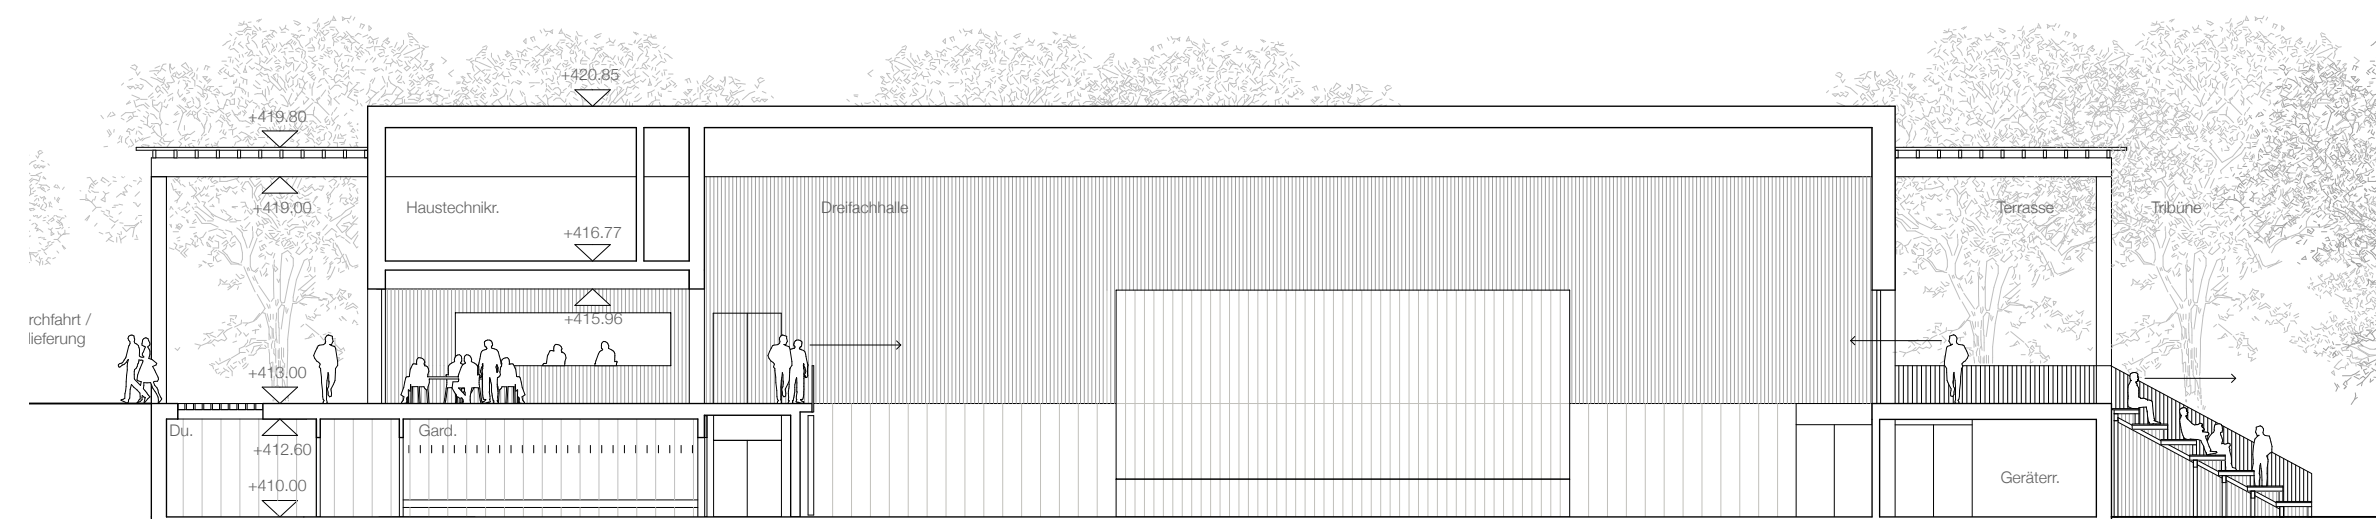 +420.85
+419.80
+419.00
Haustechnikr.
Dreifachhalle
Terrasse
Tribüne
+416.77
+415.96
rchfahrt /
lieferung
+413.00
Du.
Gard.
+412.60
+410.00
Geräterr.